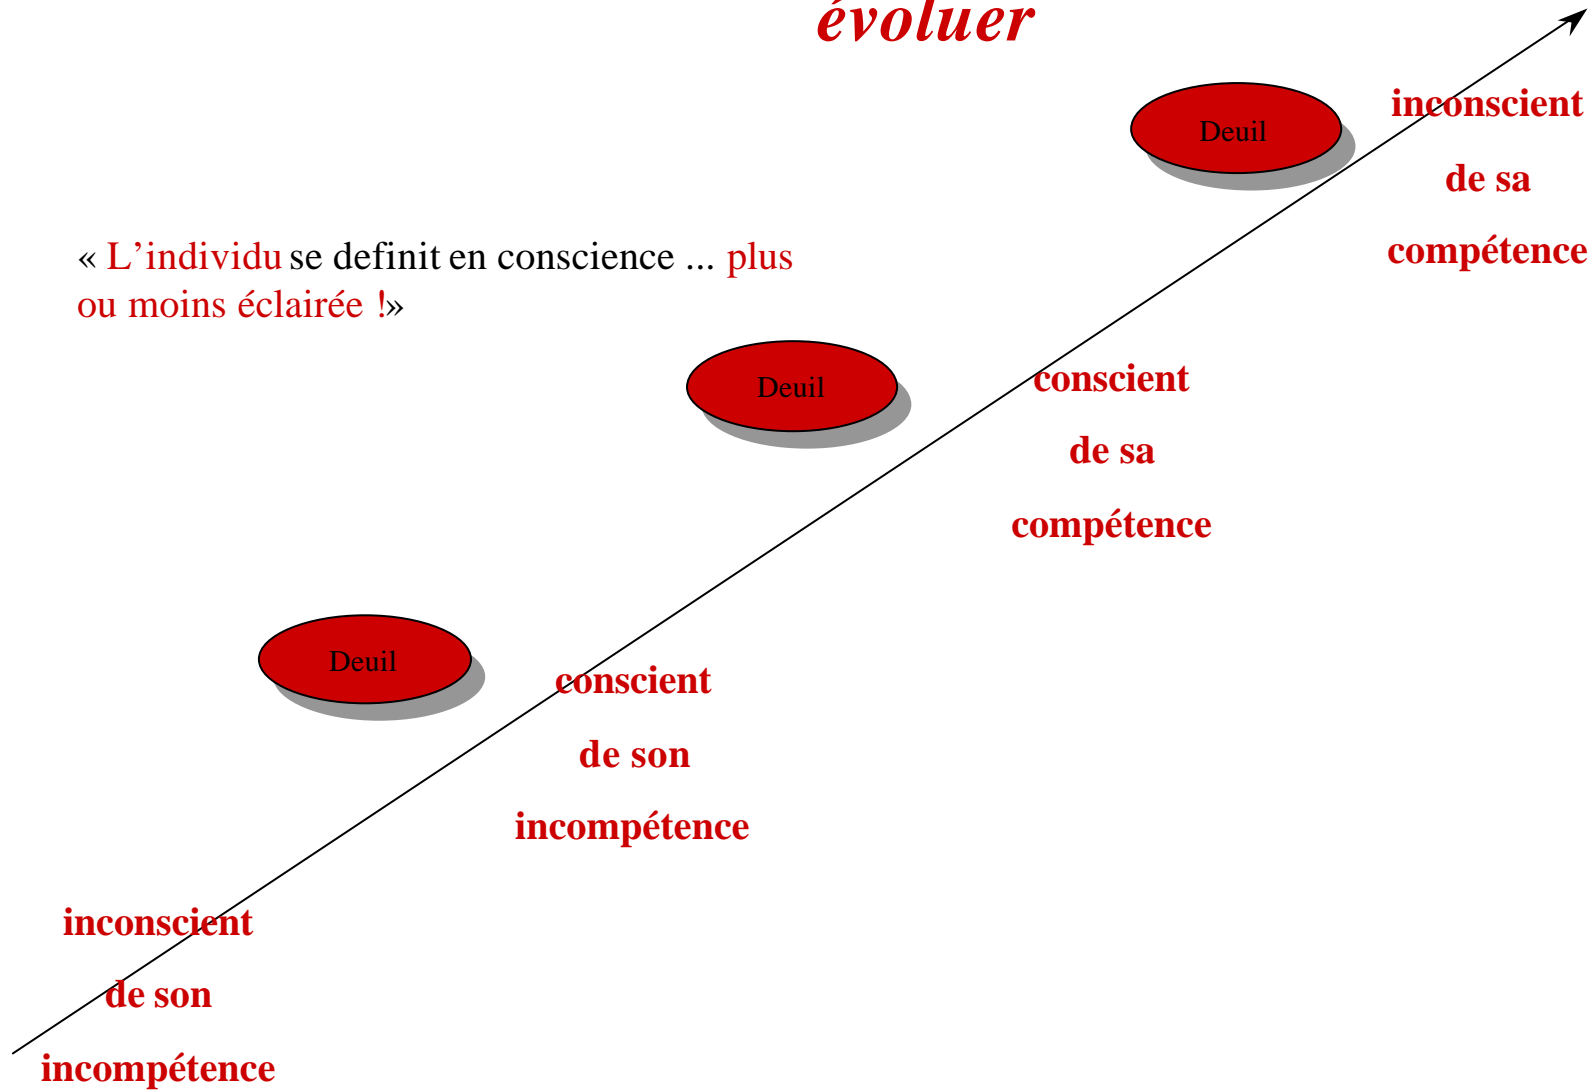 évoluer
Deuil
inconscient
de sa
compétence
« L’individu se definit en conscience ... plus
ou moins éclairée !»
Deuil
conscient
de sa
compétence
Deuil
conscient
de son
incompétence
inconscient
de son
incompétence